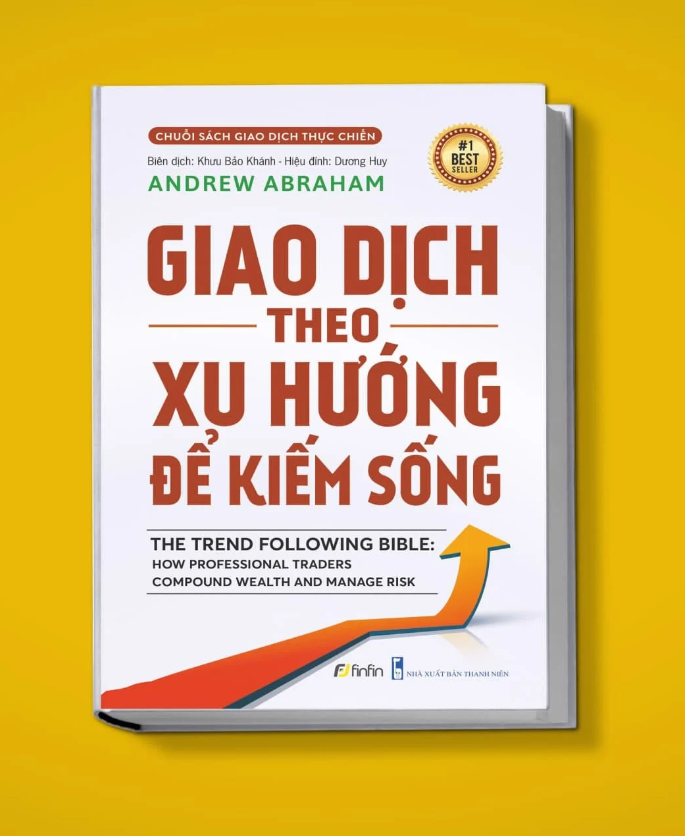 CHUỖI SÁCH GIAO DỊCH THỰC CHIẾN
Biên dịch: Khưu Bảo Khánh - Hiệu đính: Dương Huy
ANDREW ABRAHAM
#1
BEST
SELLER
GIAO DỊCH
THEO
XU HƯỚNG
ĐỂ KIẾM SỐNG
THE TREND FOLLOWING BIBLE:
HOW PROFESSIONAL TRADERS
COMPOUND WEALTH AND MANAGE RISK
finfin
NHÀ XUẤT BẢN THANH NIÊN